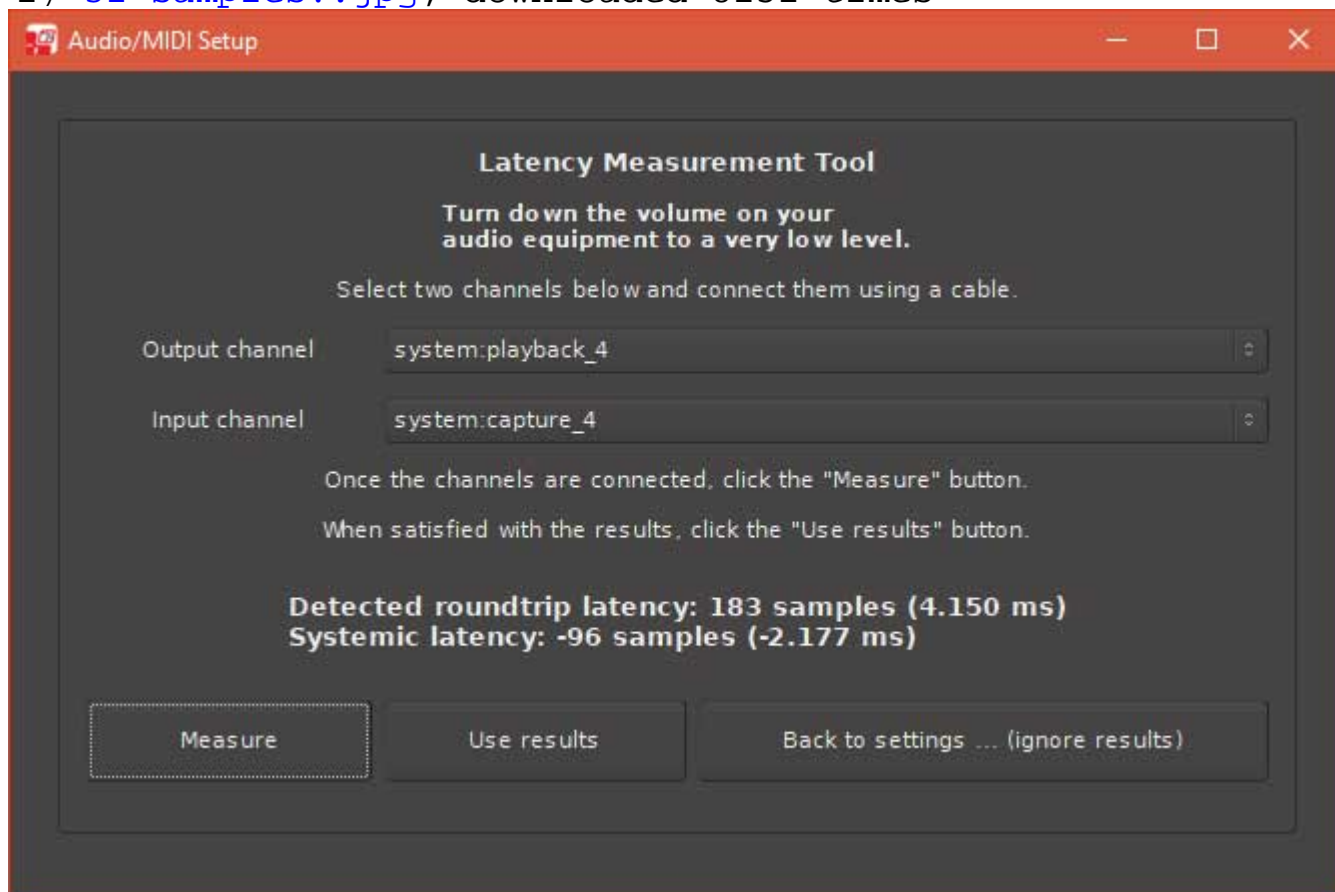 Audio/MIDI Setup
Latency Measurement Tool
Turn down the volume on your
audio equipment to a very low level.
Select two channels below and connect them using a cable.
Output channel system:playback_4
Input channel system:capture_4
Once the channels are connected, click the "Measure" button.
When satisfied with the results, click the "Use results" button.
Detected roundtrip latency: 183 samples (4.150 ms)
Systemic latency: -96 samples (-2.177 ms)
Measure Use results Back to settings ... (ignore results)